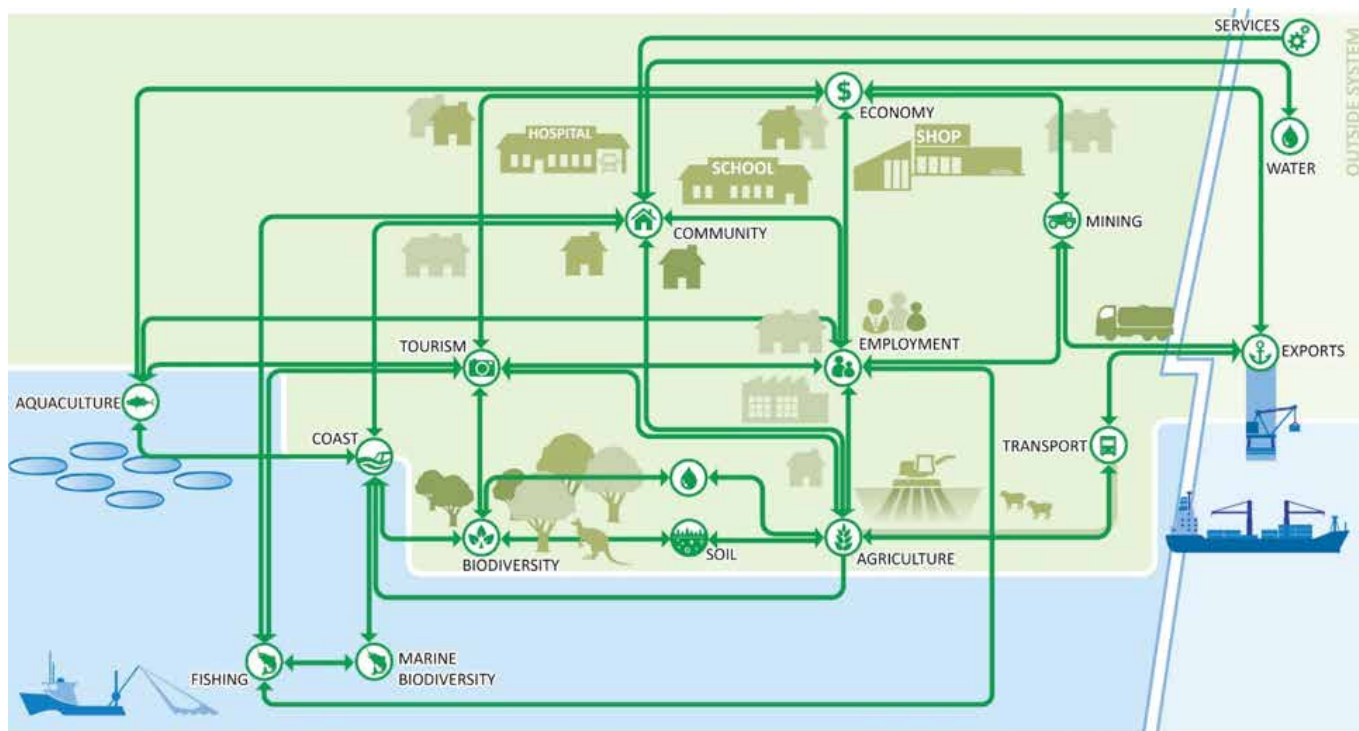 SERVICES
OUTSIDE SYSTEM
$
ECONOMY
HOSPITAL
SHOP
WATER
SCHOOL
COMMUNITY
MINING
TOURISM
EMPLOYMENT
EXPORTS
AQUACULTURE
COAST
TRANSPORT
BIODIVERSITY
SOIL
AGRICULTURE
FISHING
MARINE
BIODIVERSITY